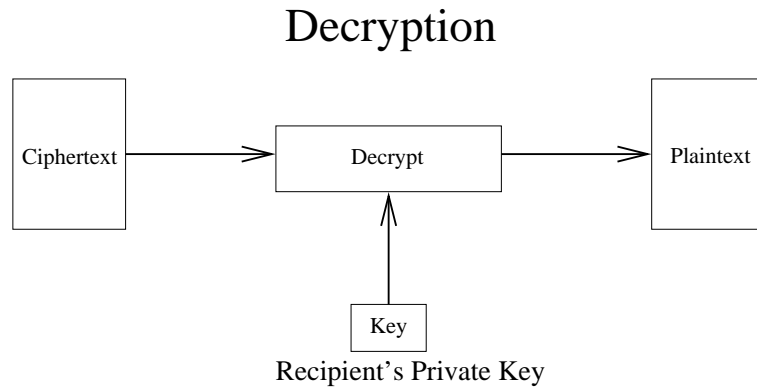 Decryption
Ciphertext
Decrypt
Plaintext
Key
Recipient's Private Key